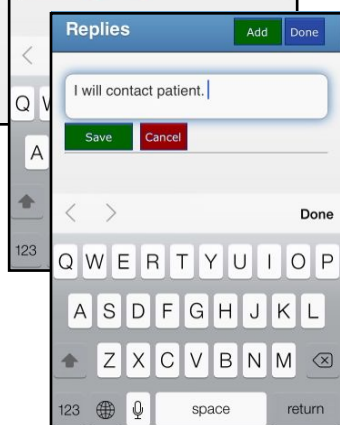 Replies Add Done
I will contact patient.
Save Cancel
Done
Q W E R T Y U I O P
A S D F G H J K L
Z X C V B N M
123 space return
Q
A
123